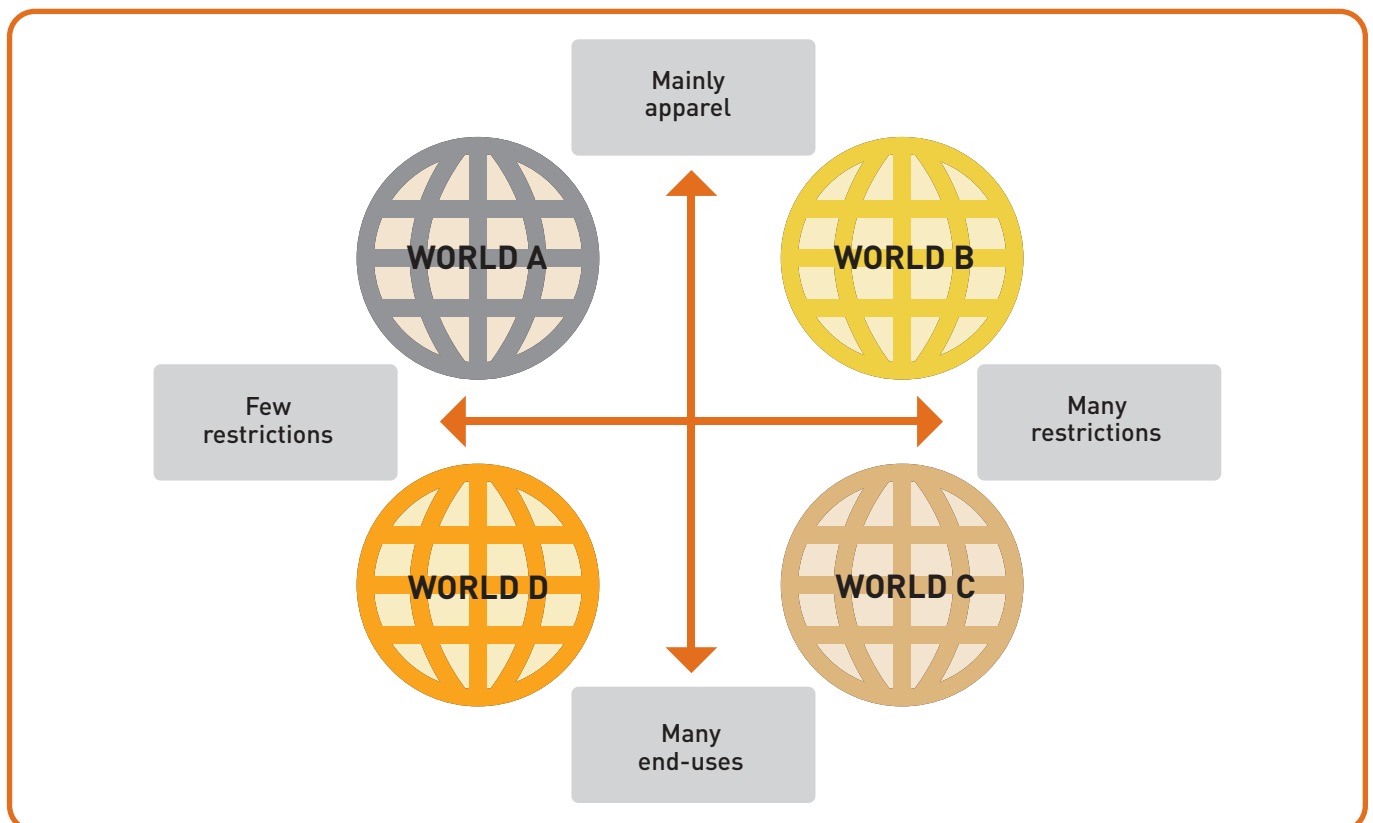 Mainly
apparel
WORLD A
WORLD B
Few
restrictions
Many
restrictions
WORLD D
WORLD C
Many
end-uses